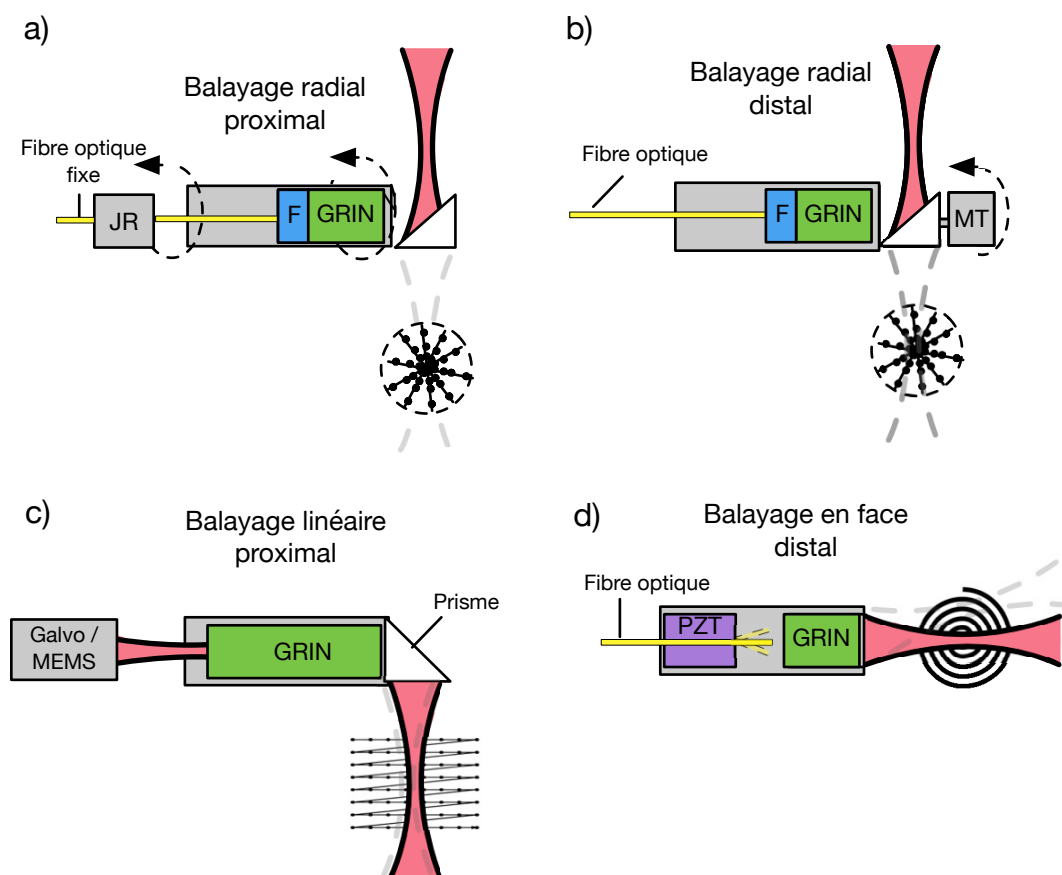 a)
Balayage radial
proximal
Fibre optique
fixe
JR
F
GRIN
b)
Balayage radial
distal
Fibre optique
F
GRIN
MT
c)
Balayage linéaire
proximal
Prisme
Galvo /
MEMS
GRIN
d)
Balayage en face
distal
Fibre optique
PZT
GRIN